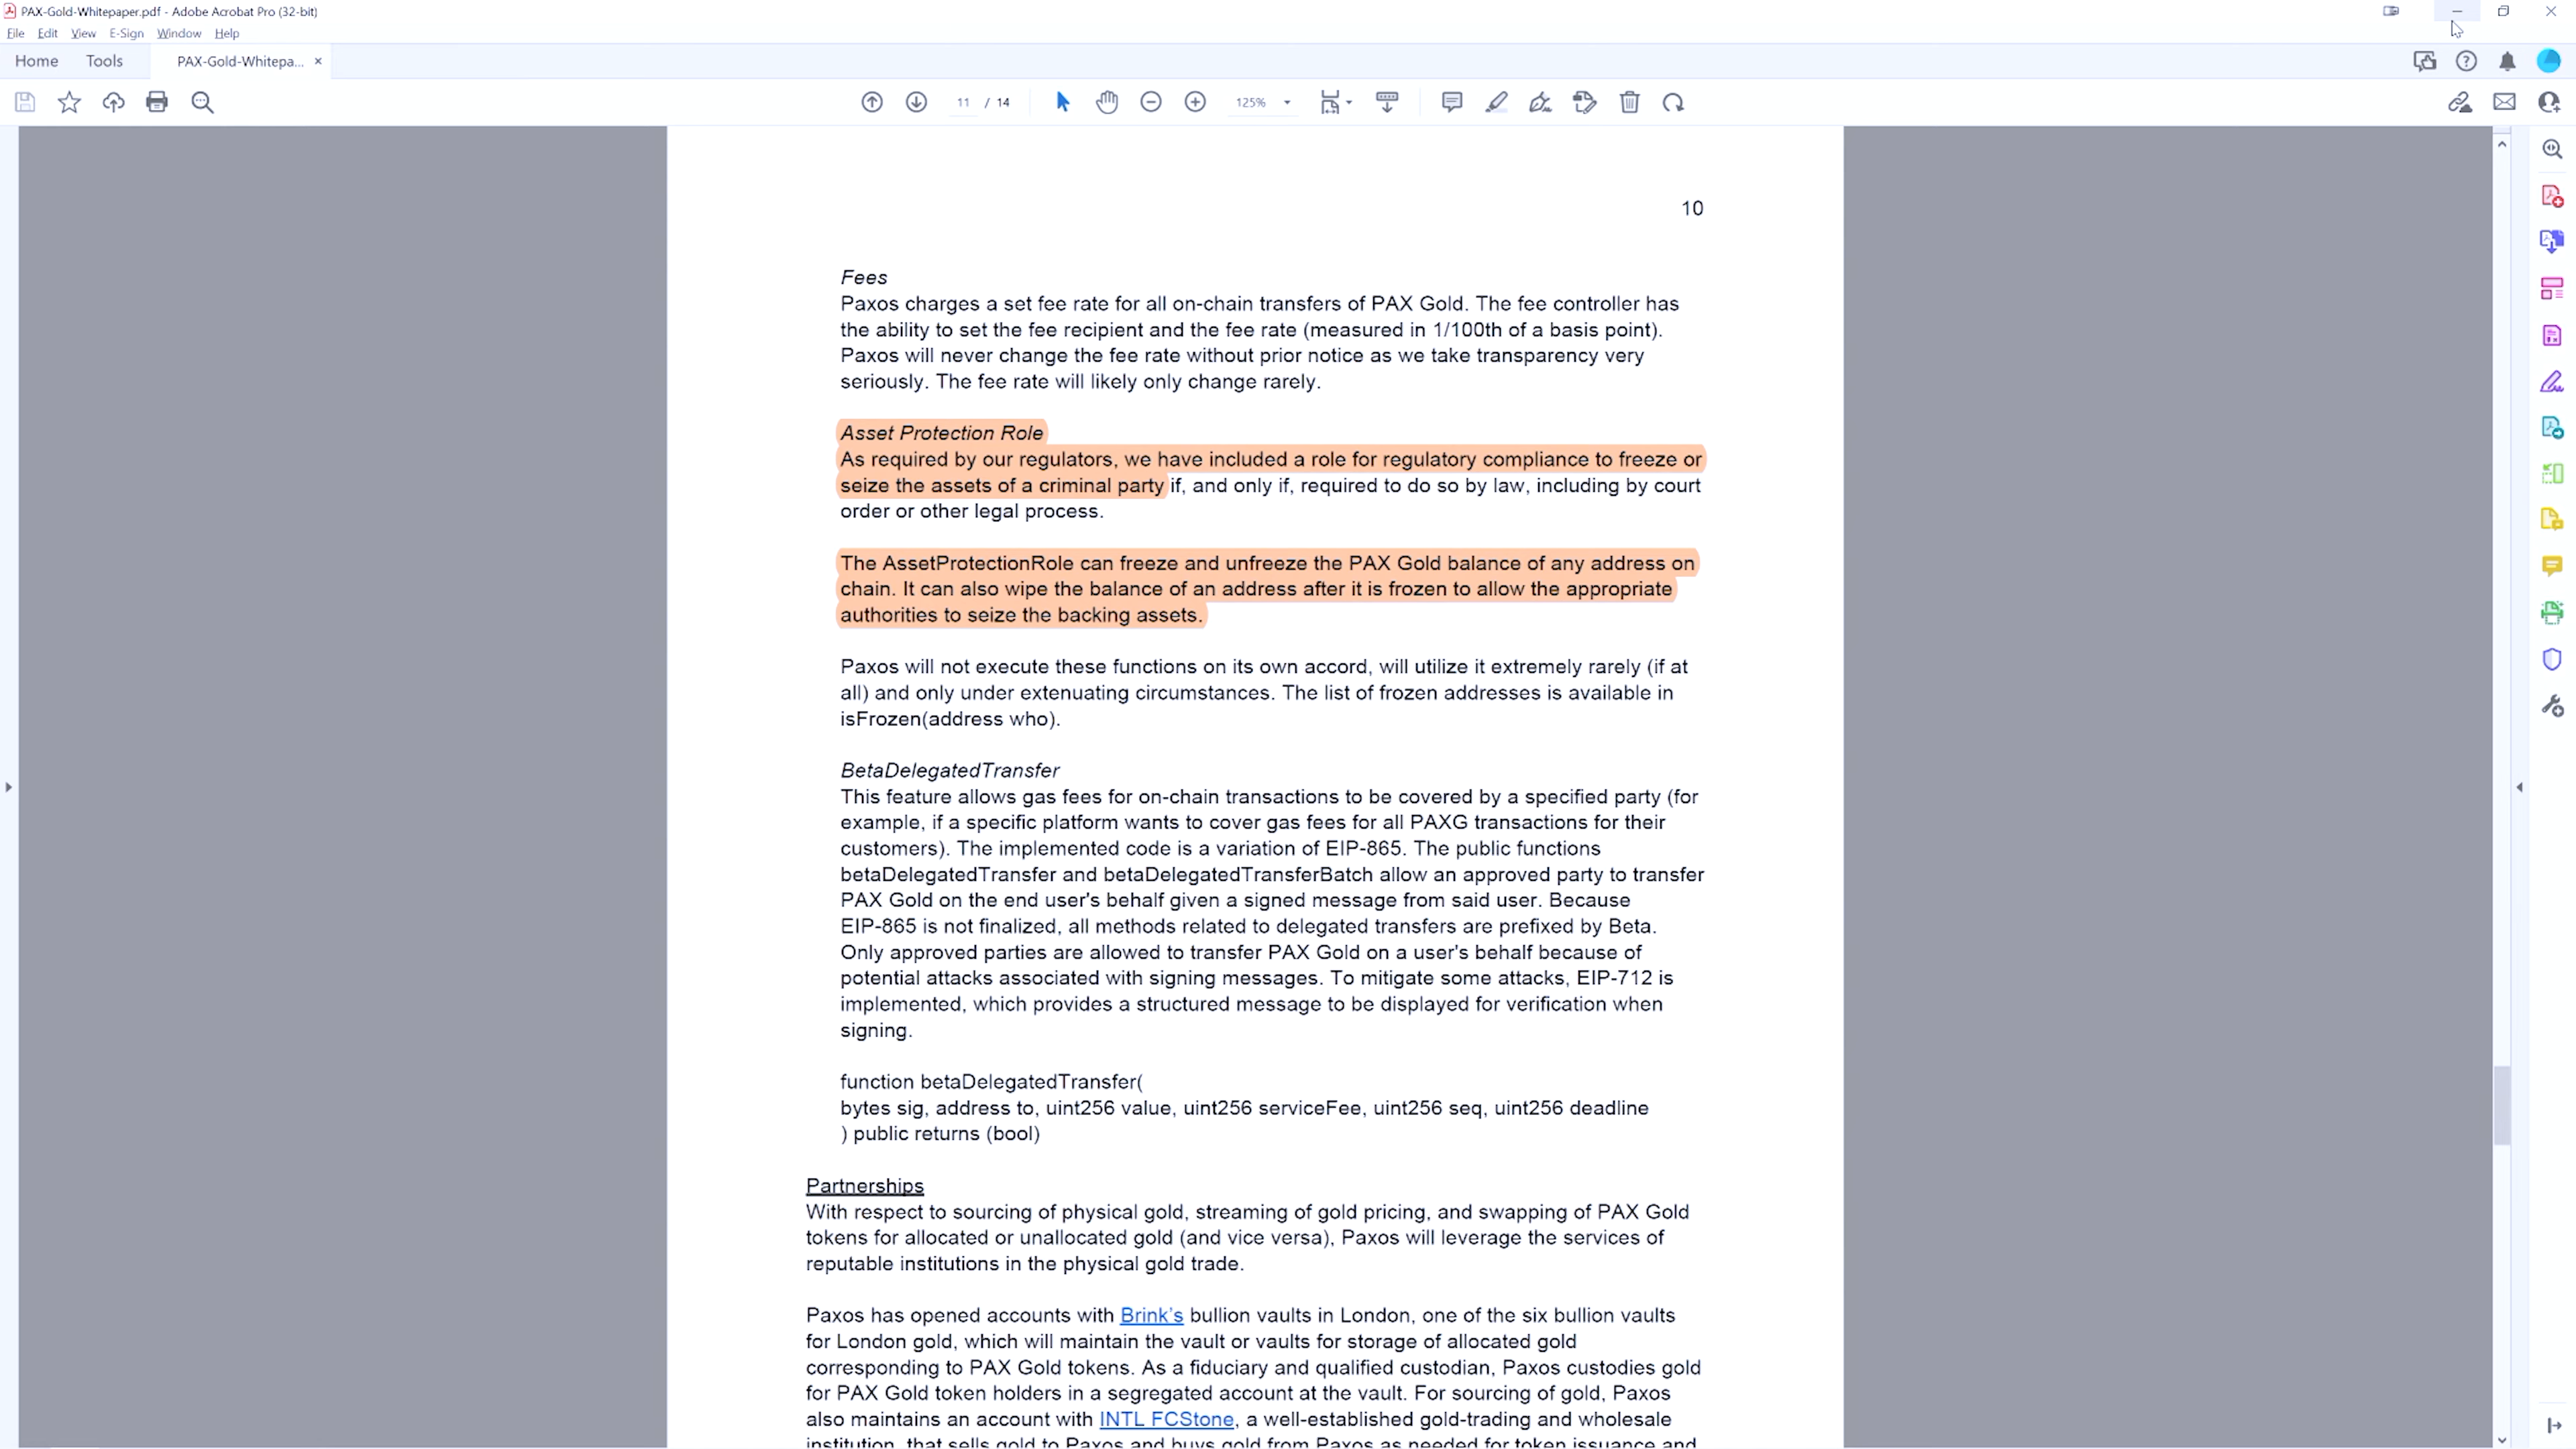 PAX-Gold-Whitepaper.pdf - Adobe Acrobat Pro (32-bit)
File Edit View E-Sign Window Help
Home Tools PAX-Gold-Whitepa... ×
11 / 14 125%
10
Fees
Paxos charges a set fee rate for all on-chain transfers of PAX Gold. The fee controller has
the ability to set the fee recipient and the fee rate (measured in 1/100th of a basis point).
Paxos will never change the fee rate without prior notice as we take transparency very
seriously. The fee rate will likely only change rarely.
Asset Protection Role
As required by our regulators, we have included a role for regulatory compliance to freeze or
seize the assets of a criminal party if, and only if, required to do so by law, including by court
order or other legal process.
The AssetProtectionRole can freeze and unfreeze the PAX Gold balance of any address on
chain. It can also wipe the balance of an address after it is frozen to allow the appropriate
authorities to seize the backing assets.
Paxos will not execute these functions on its own accord, will utilize it extremely rarely (if at
all) and only under extenuating circumstances. The list of frozen addresses is available in
isFrozen(address who).
BetaDelegatedTransfer
This feature allows gas fees for on-chain transactions to be covered by a specified party (for
example, if a specific platform wants to cover gas fees for all PAXG transactions for their
customers). The implemented code is a variation of EIP-865. The public functions
betaDelegatedTransfer and betaDelegatedTransferBatch allow an approved party to transfer
PAX Gold on the end user's behalf given a signed message from said user. Because
EIP-865 is not finalized, all methods related to delegated transfers are prefixed by Beta.
Only approved parties are allowed to transfer PAX Gold on a user's behalf because of
potential attacks associated with signing messages. To mitigate some attacks, EIP-712 is
implemented, which provides a structured message to be displayed for verification when
signing.
function betaDelegatedTransfer(
bytes sig, address to, uint256 value, uint256 serviceFee, uint256 seq, uint256 deadline
) public returns (bool)
Partnerships
With respect to sourcing of physical gold, streaming of gold pricing, and swapping of PAX Gold
tokens for allocated or unallocated gold (and vice versa), Paxos will leverage the services of
reputable institutions in the physical gold trade.
Paxos has opened accounts with Brink's bullion vaults in London, one of the six bullion vaults
for London gold, which will maintain the vault or vaults for storage of allocated gold
corresponding to PAX Gold tokens. As a fiduciary and qualified custodian, Paxos custodies gold
for PAX Gold token holders in a segregated account at the vault. For sourcing of gold, Paxos
also maintains an account with INTL FCStone, a well-established gold-trading and wholesale
institution, that sells gold to Paxos and buys gold from Paxos as needed for token issuance and